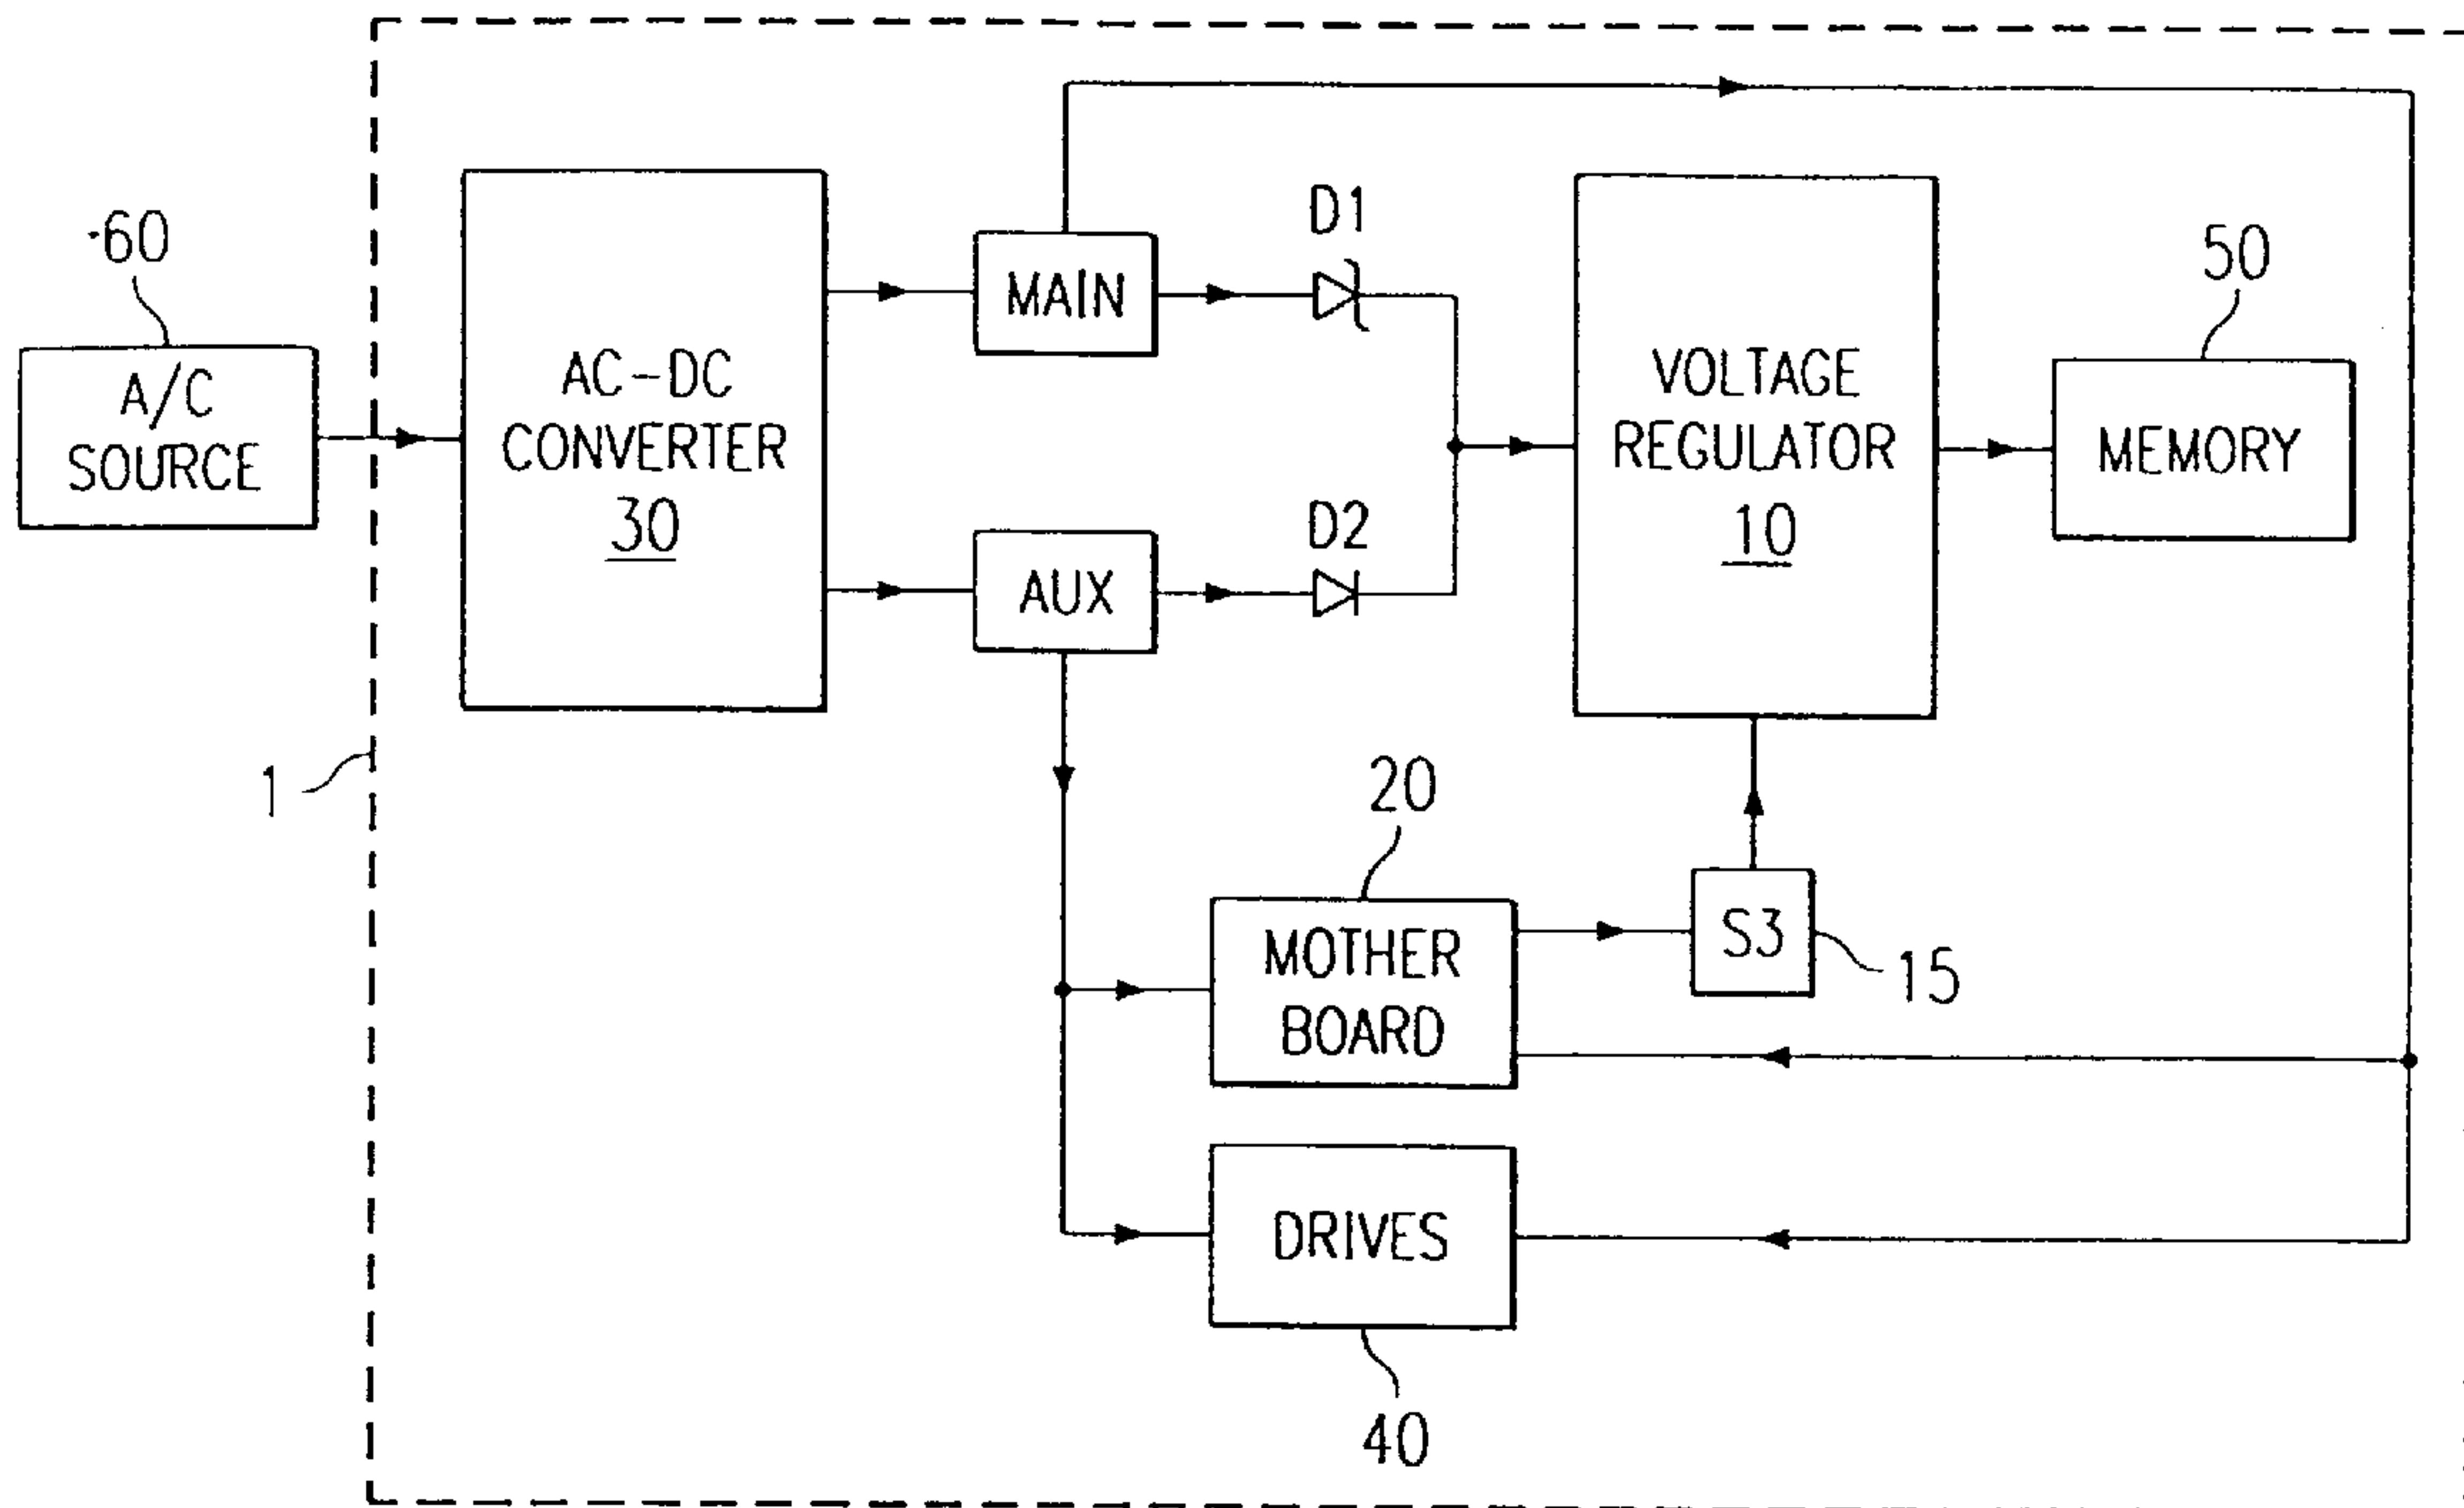 60
A/C
SOURCE
AC-DC
CONVERTER
30
MAIN
D1
AUX
D2
VOLTAGE
REGULATOR
10
50
MEMORY
1
20
MOTHER
BOARD
S3
15
DRIVES
40